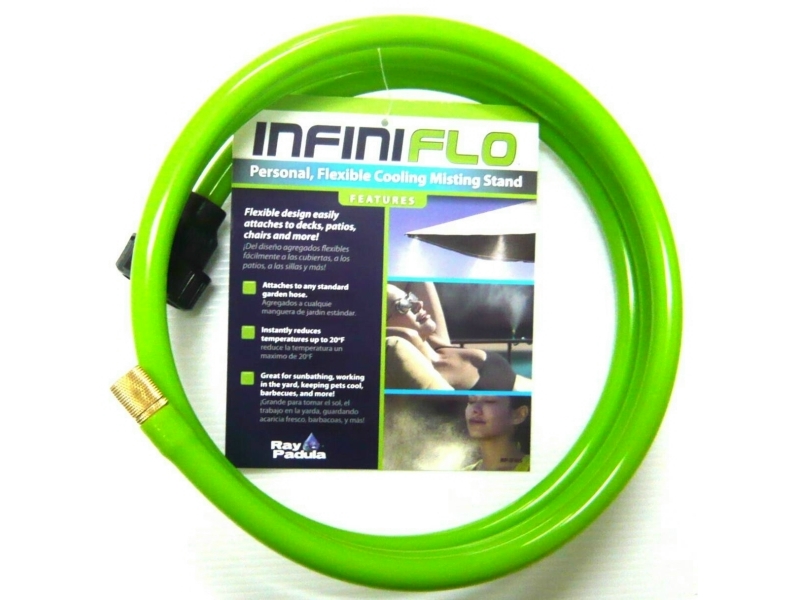 INFINIFLO
Personal, Flexible Cooling Misting Stand
FEATURES
Flexible design easily
attaches to decks, patios,
chairs and more!
¡Del diseño agregados flexibles
fácilmente a las cubiertas, a los
patios, a las sillas y más!
Attaches to any standard
garden hose.
Agregados a cualquie
manguera de jardin estándar.
Instantly reduces
temperatures up to 20°F
reduce la temperatura un
maximo de 20°F
Great for sunbathing, working
in the yard, keeping pets cool,
barbecues, and more!
¡Grande para tomar el sol, el
trabajo en la yarda, guardando
acaricia fresco, barbacoas, y más!
Ray
Padula